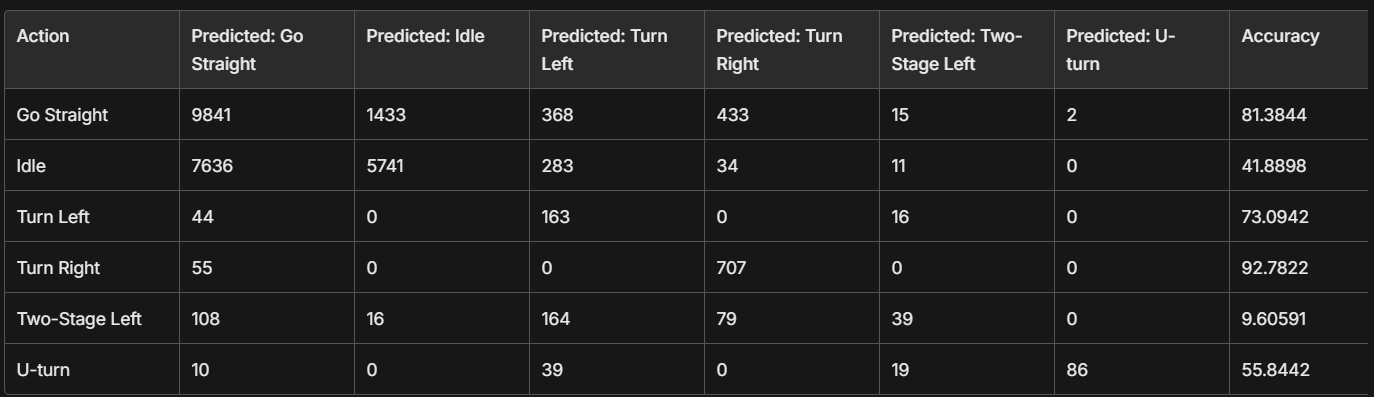 Action Predicted: Go Straight Predicted: Idle Predicted: Turn Left Predicted: Turn Right Predicted: Two-Stage Left Predicted: U-turn Accuracy
Go Straight 9841 1433 368 433 15 2 81.3844
Idle 7636 5741 283 34 11 0 41.8898
Turn Left 44 0 163 0 16 0 73.0942
Turn Right 55 0 0 707 0 0 92.7822
Two-Stage Left 108 16 164 79 39 0 9.60591
U-turn 10 0 39 0 19 86 55.8442